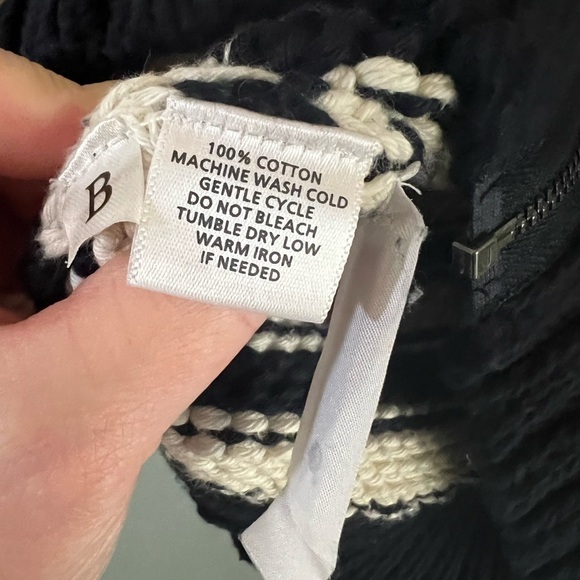 B
100% COTTON
MACHINE WASH COLD
GENTLE CYCLE
DO NOT BLEACH
TUMBLE DRY LOW
WARM IRON
IF NEEDED